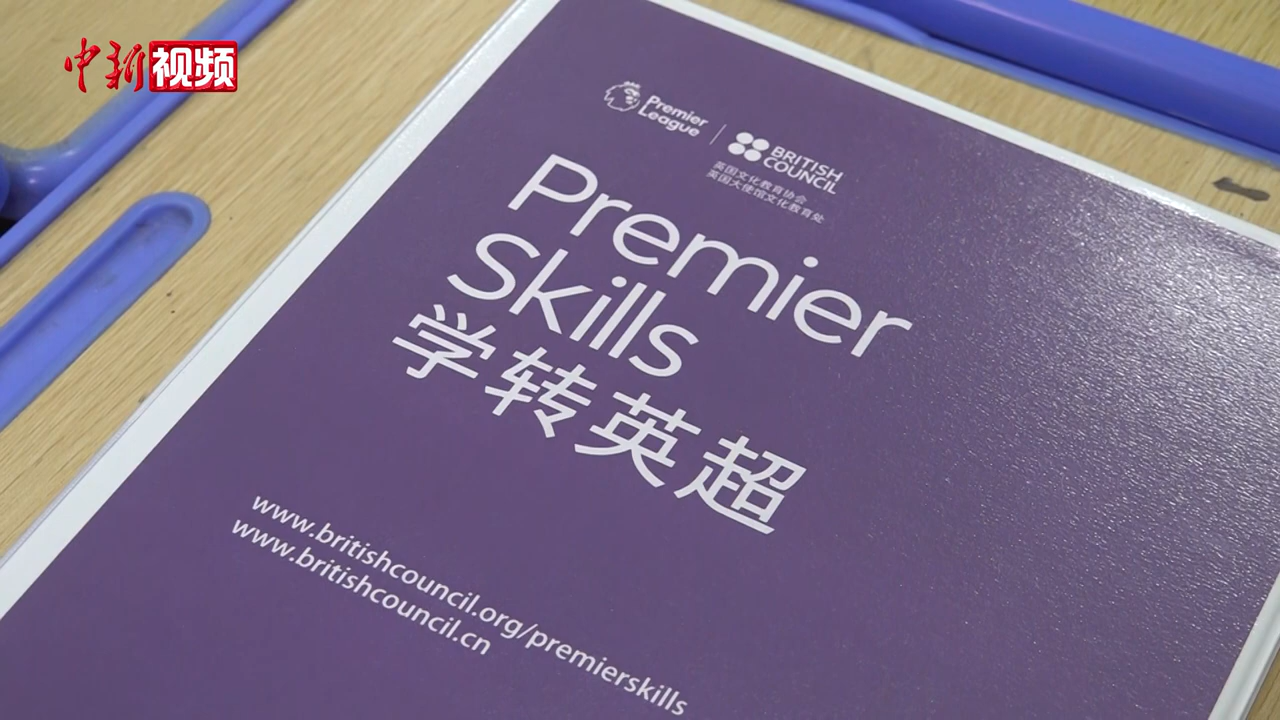 中新视频
Premier
League
BRITISH
COUNCIL
英国文化教育协会
英国大使馆文化教育处
Premier
Skills
学转英超
www.britishcouncil.org/premierskills
www.britishcouncil.cn